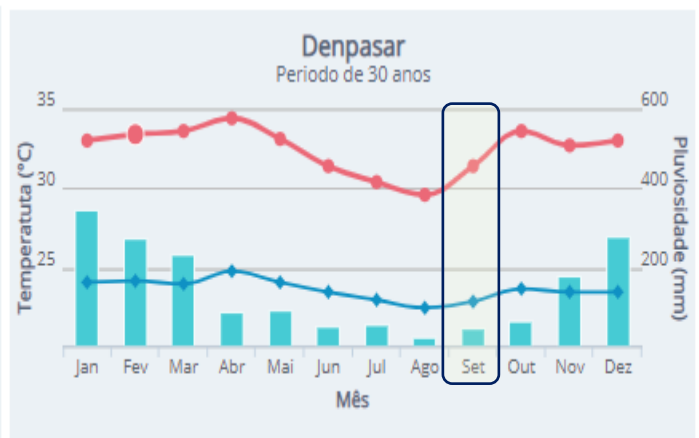 Denpasar
Periodo de 30 anos
Temperatuta (°C)
35
30
25
600
400
200
Pluviosidade (mm)
Jan Fev Mar Abr Mai Jun Jul Ago Set Out Nov Dez
Mês